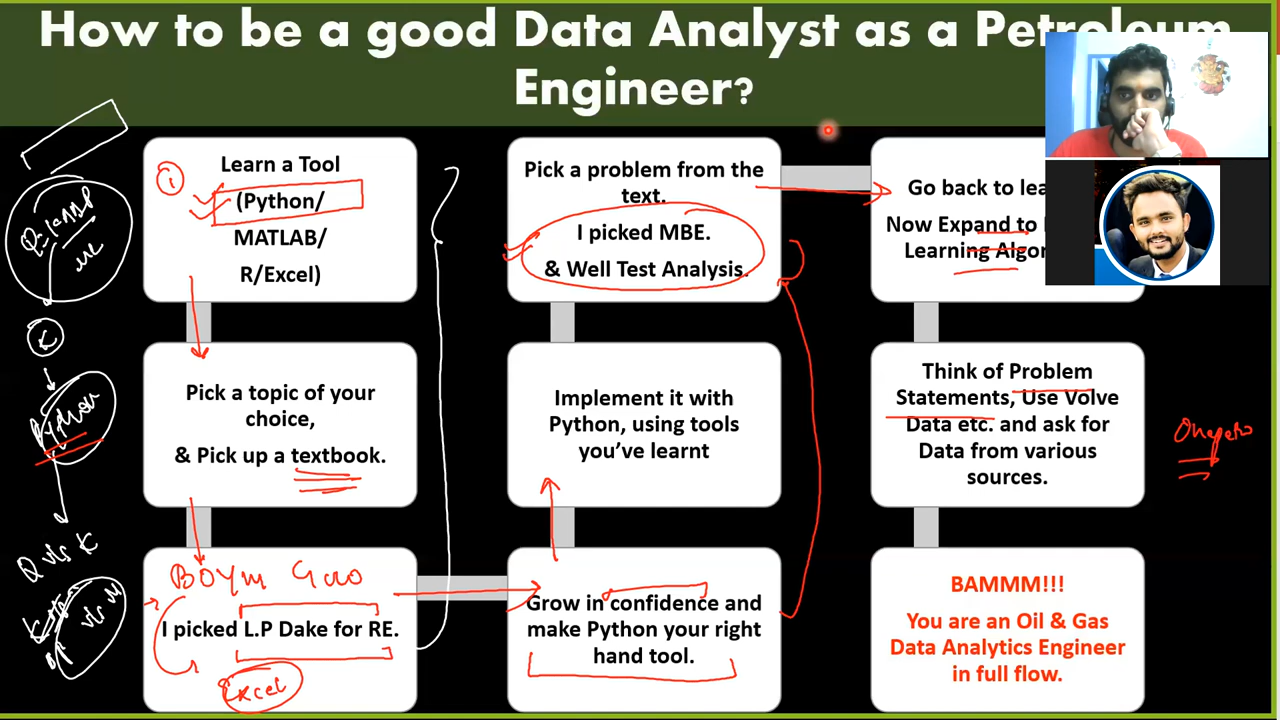 How to be a good Data Analyst as a Petroleum
Engineer?
1
Learn a Tool
(Python/
MATLAB/
R/Excel)
Pick a topic of your
choice,
& Pick up a textbook.
I picked L.P Dake for RE.
Excel
Pick a problem from the
text.
I picked MBE.
& Well Test Analysis.
Implement it with
Python, using tools
you've learnt
Grow in confidence and
make Python your right
hand tool.
Go back to
Now Expand to
Learning
Think of Problem
Statements, Use Volve
Data etc. and ask for
Data from various
sources.
BAMMM!!!
You are an Oil & Gas
Data Analytics Engineer
in full flow.
K
Python
Q v/s K